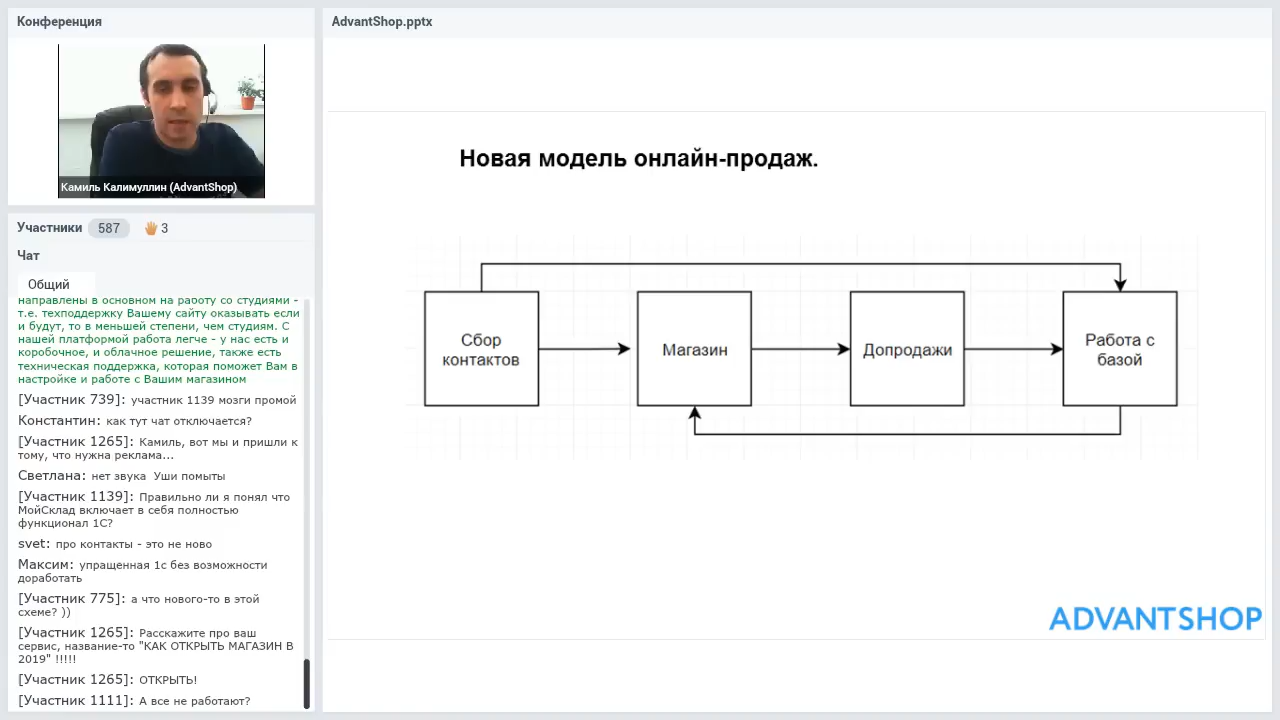 Конференция
Камиль Калимуллин (AdvantShop)
Участники 587 3
Чат
Общий
направлены в основном на работу со студиями -
т.е. техподдержку Вашему сайту оказывать если
и будут, то в меньшей степени, чем студиям. С
нашей платформой работа легче - у нас есть и
коробочное, и облачное решение, также есть
техническая поддержка, которая поможет Вам в
настройке и работе с Вашим магазином
[Участник 739]: участник 1139 мозги промой
Константин: как тут чат отключается?
[Участник 1265]: Камиль, вот мы и пришли к
тому, что нужна реклама...
Светлана: нет звука Уши помыты
[Участник 1139]: Правильно ли я понял что
МойСклад включает в себя полностью
функционал 1С?
svet: про контакты - это не ново
Максим: упращенная 1с без возможности
доработать
[Участник 775]: а что нового-то в этой
схеме? ))
[Участник 1265]: Расскажите про ваш
сервис, название-то "КАК ОТКРЫТЬ МАГАЗИН В
2019" !!!!!
[Участник 1265]: ОТКРЫТЬ!
[Участник 1111]: А все не работают?
AdvantShop.pptx
Новая модель онлайн-продаж.
Сбор
контактов
Магазин
Допродажи
Работа с
базой
ADVANTSHOP